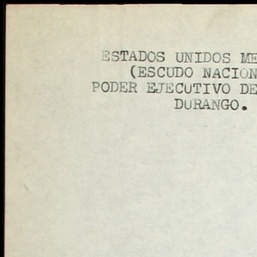 ESTADOS UNIDOS ME
(ESCUDO NACION
PODER EJECUTIVO DE
DURANGO.